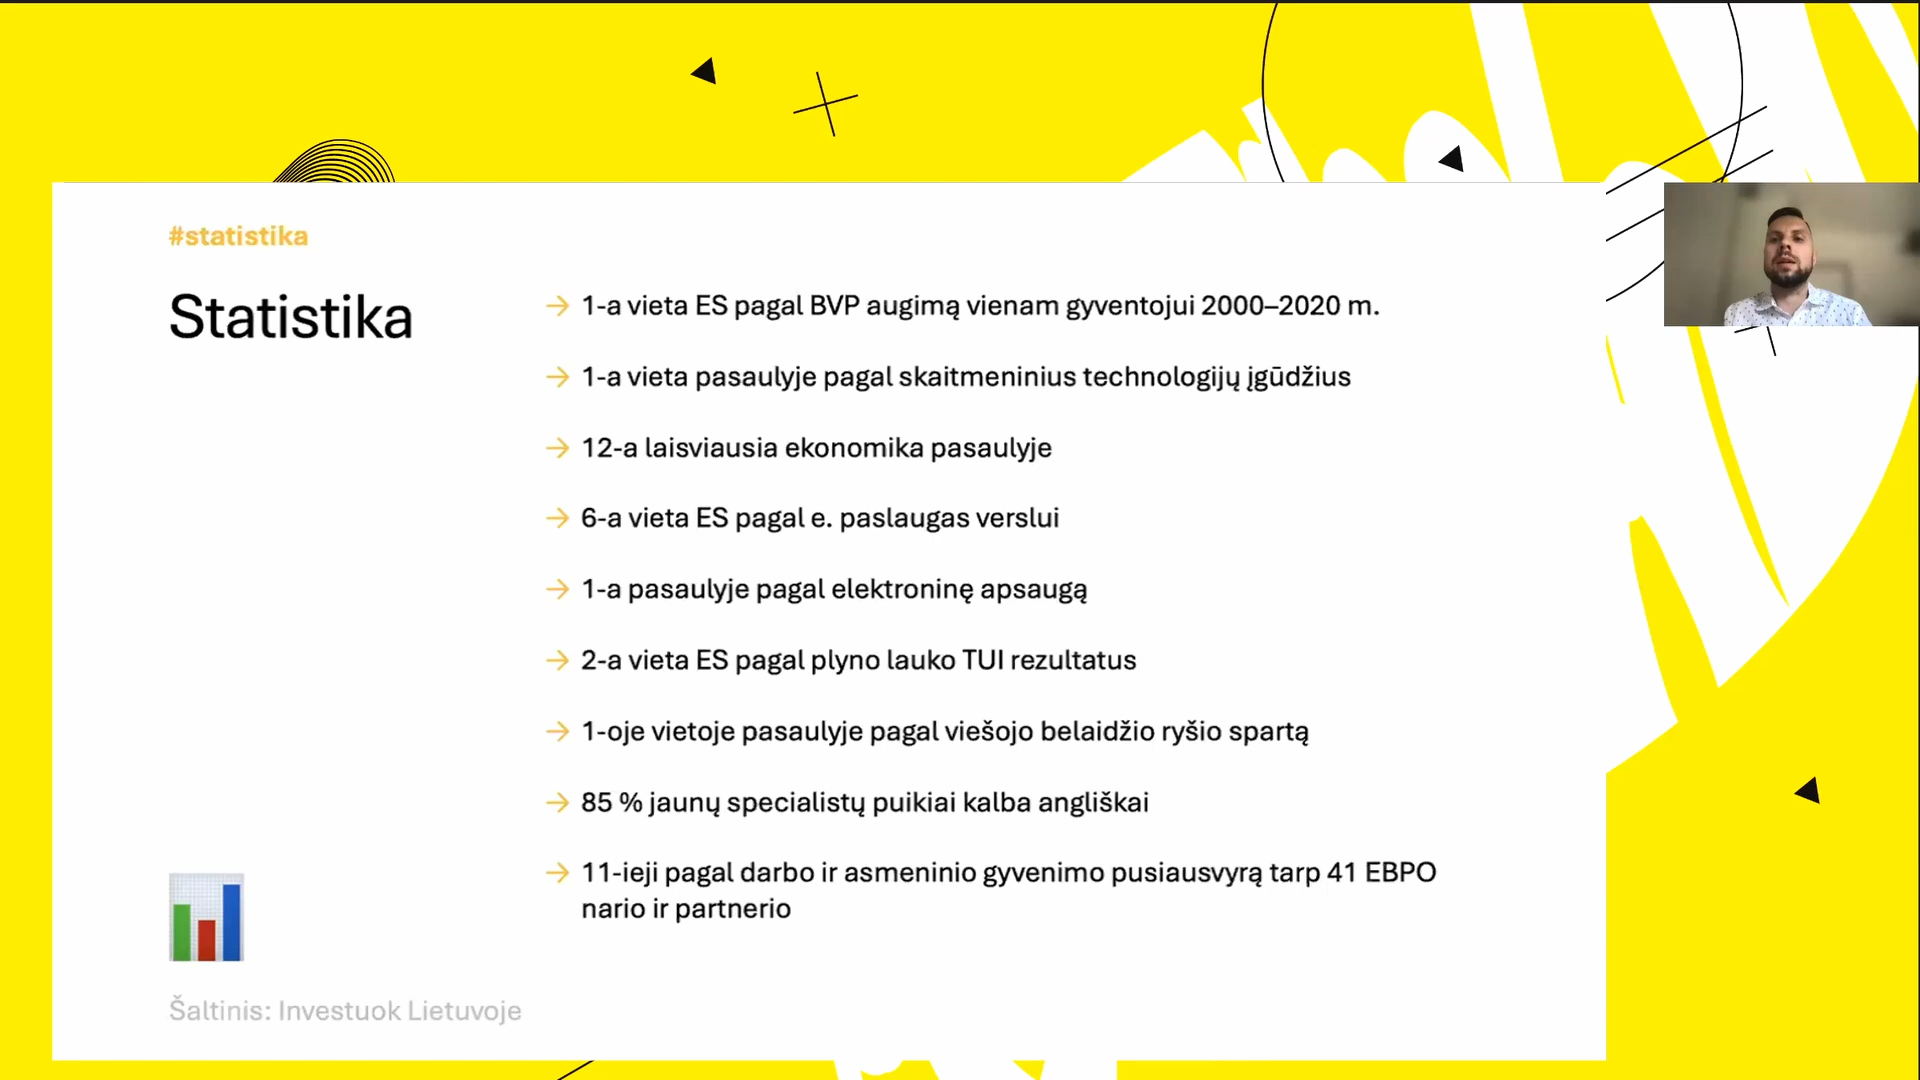 #statistika
Statistika
1-a vieta ES pagal BVP augimą vienam gyventojui 2000–2020 m.
1-a vieta pasaulyje pagal skaitmeninius technologijų įgūdžius
12-a laisviausia ekonomika pasaulyje
6-a vieta ES pagal e. paslaugas verslui
1-a pasaulyje pagal elektroninę apsaugą
2-a vieta ES pagal plyno lauko TUI rezultatus
1-oje vietoje pasaulyje pagal viešojo belaidžio ryšio spartą
85 % jaunų specialistų puikiai kalba angliškai
11-ieji pagal darbo ir asmeninio gyvenimo pusiausvyrą tarp 41 EBPO
nario ir partnerio
Šaltinis: Investuok Lietuvoje